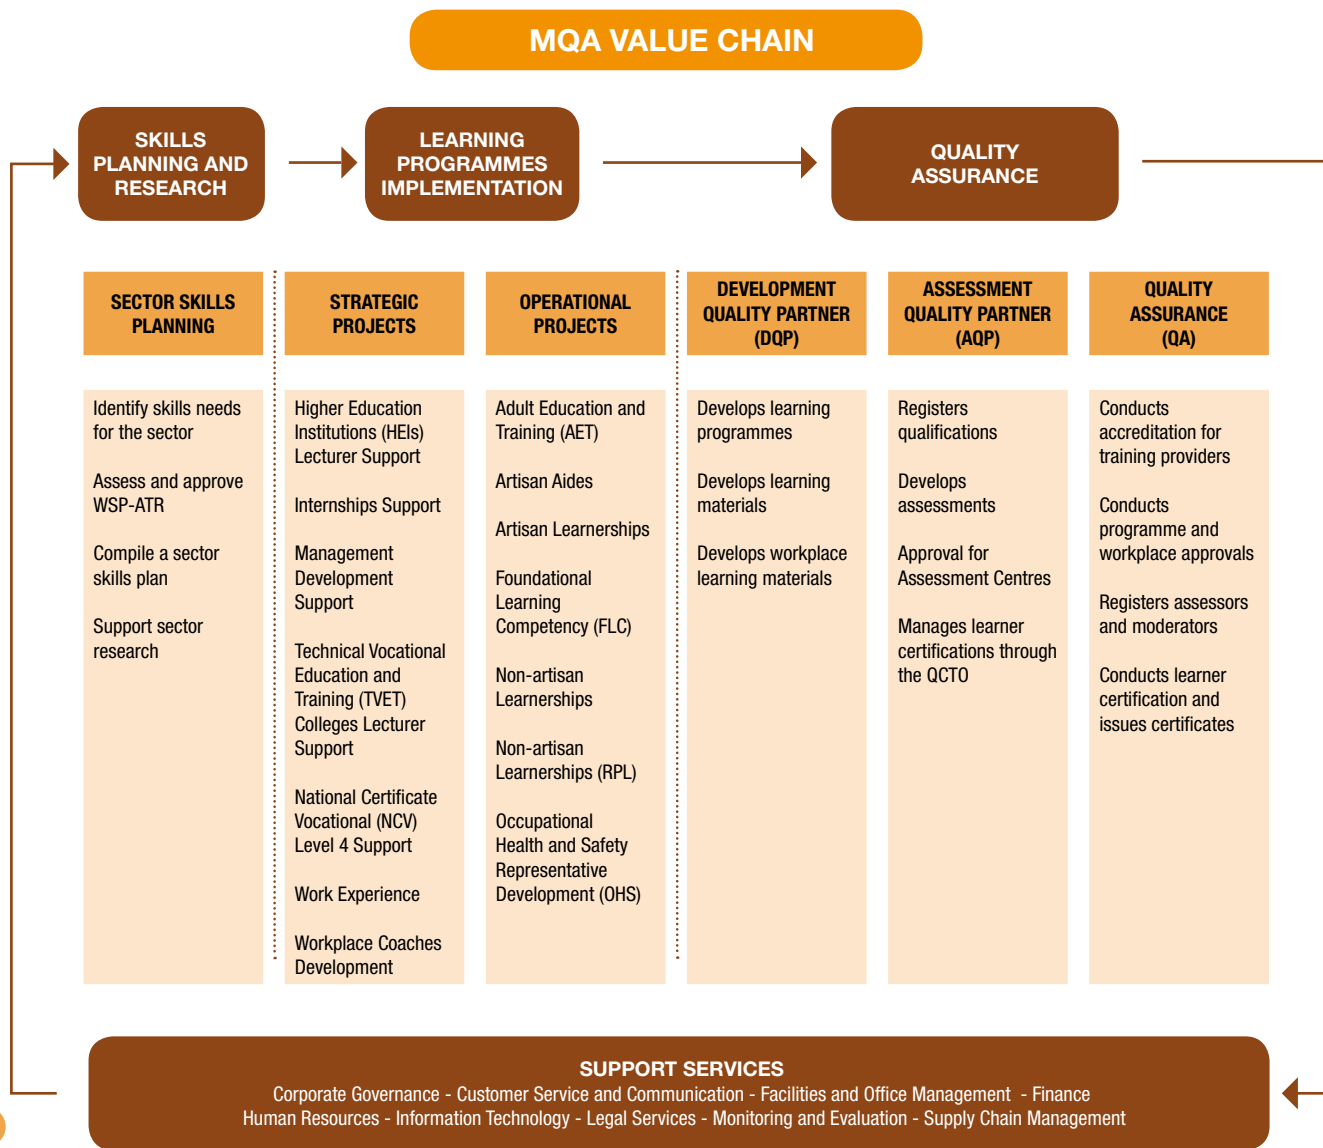 MQA VALUE CHAIN
SKILLS
PLANNING AND
RESEARCH
LEARNING
PROGRAMMES
IMPLEMENTATION
QUALITY
ASSURANCE
SECTOR SKILLS
PLANNING
Identify skills needs
for the sector
Assess and approve
WSP-ATR
Compile a sector
skills plan
Support sector
research
STRATEGIC
PROJECTS
Higher Education
Institutions (HEIs)
Lecturer Support
Internships Support
Management
Development
Support
Technical Vocational
Education and
Training (TVET)
Colleges Lecturer
Support
National Certificate
Vocational (NCV)
Level 4 Support
Work Experience
Workplace Coaches
Development
OPERATIONAL
PROJECTS
Adult Education and
Training (AET)
Artisan Aides
Artisan Learnerships
Foundational
Learning
Competency (FLC)
Non-artisan
Learnerships
Non-artisan
Learnerships (RPL)
Occupational
Health and Safety
Representative
Development (OHS)
DEVELOPMENT
QUALITY PARTNER
(DQP)
Develops learning
programmes
Develops learning
materials
Develops workplace
learning materials
ASSESSMENT
QUALITY PARTNER
(AQP)
Registers
qualifications
Develops
assessments
Approval for
Assessment Centres
Manages learner
certifications through
the QCTO
QUALITY
ASSURANCE
(QA)
Conducts
accreditation for
training providers
Conducts
programme and
workplace approvals
Registers assessors
and moderators
Conducts learner
certification and
issues certificates
SUPPORT SERVICES
Corporate Governance - Customer Service and Communication - Facilities and Office Management - Finance
Human Resources - Information Technology - Legal Services - Monitoring and Evaluation - Supply Chain Management